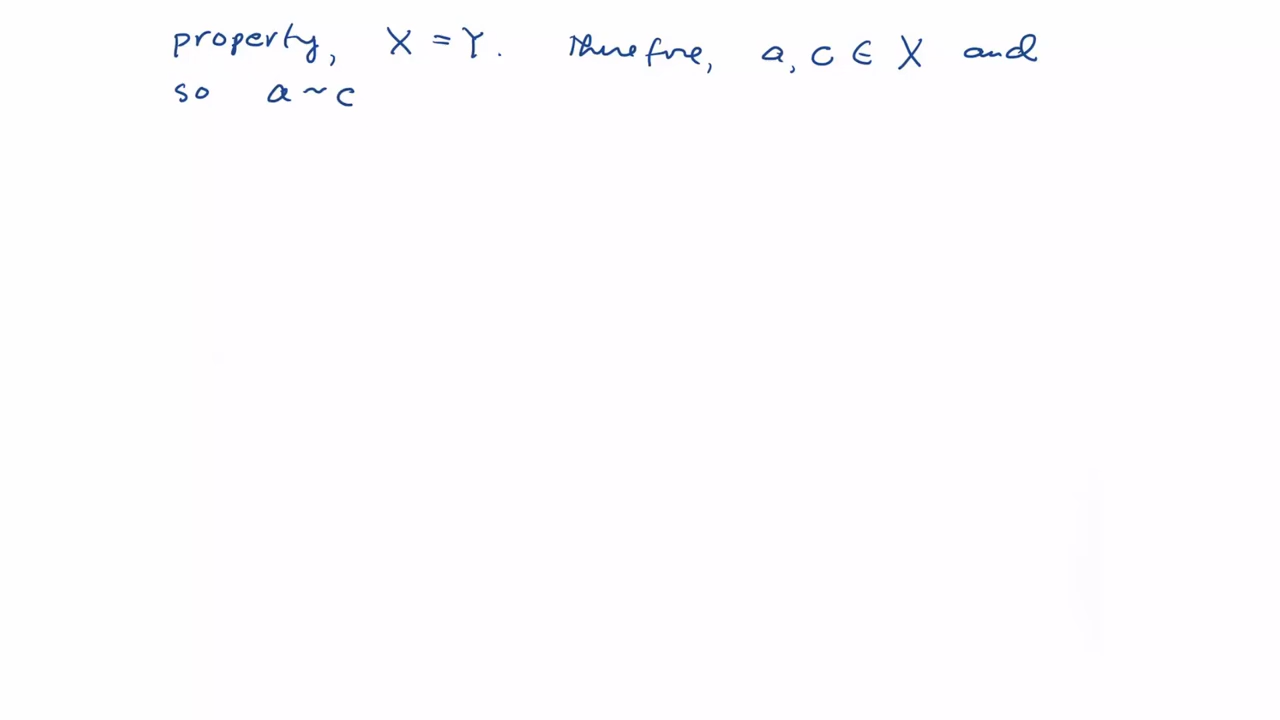 property, X = Y. Therefore, a, c ∈ X and
so a ~ c